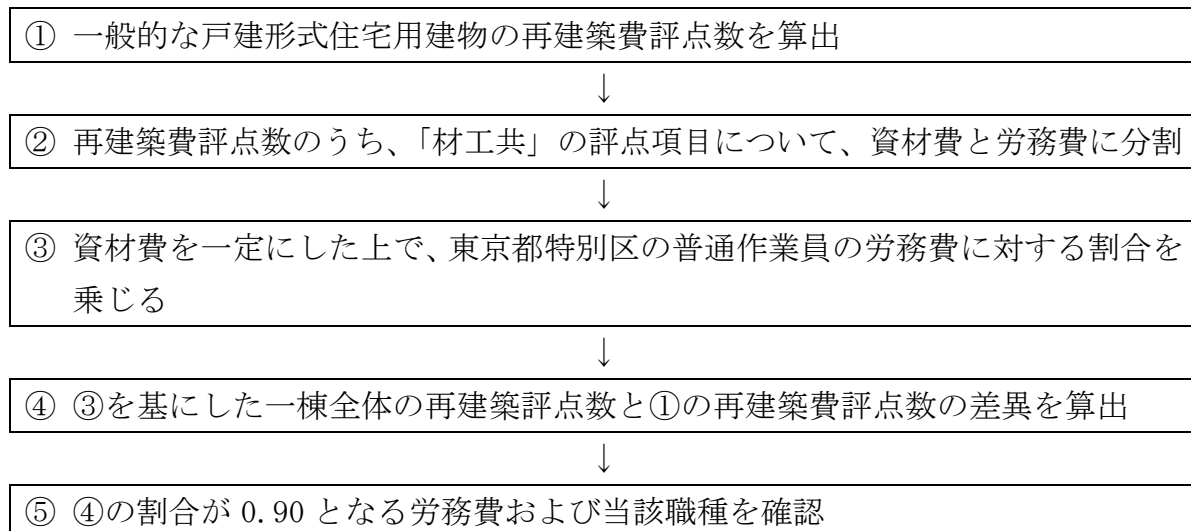 ① 一般的な戸建形式住宅用建物の再建築費評点数を算出
↓
② 再建築費評点数のうち、「材工共」の評点項目について、資材費と労務費に分割
↓
③ 資材費を一定にした上で、東京都特別区の普通作業員の労務費に対する割合を
乗じる
↓
④ ③を基にした一棟全体の再建築評点数と①の再建築費評点数の差異を算出
↓
⑤ ④の割合が 0.90 となる労務費および当該職種を確認